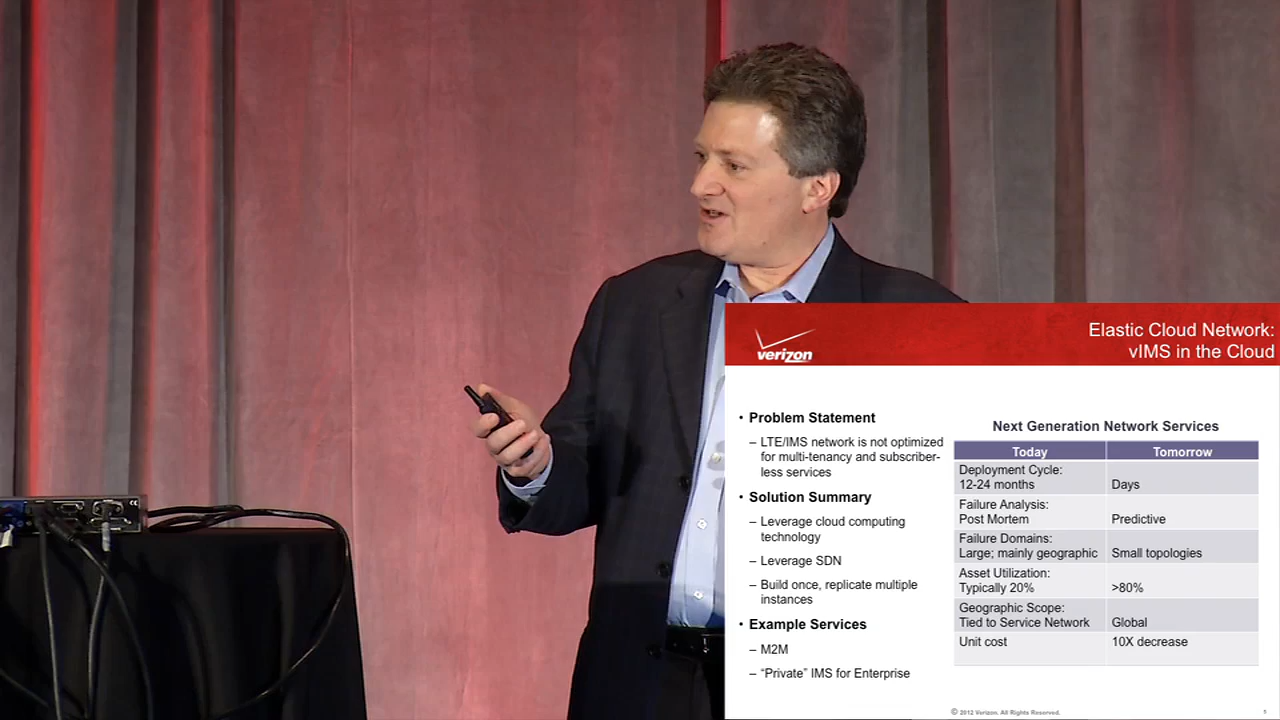 verizon
Elastic Cloud Network:
vIMS in the Cloud
• Problem Statement
– LTE/IMS network is not optimized
for multi-tenancy and subscriber-
less services
• Solution Summary
– Leverage cloud computing
technology
– Leverage SDN
– Build once, replicate multiple
instances
• Example Services
– M2M
– “Private” IMS for Enterprise
Next Generation Network Services
Today Tomorrow
Deployment Cycle:
12-24 months Days
Failure Analysis:
Post Mortem Predictive
Failure Domains:
Large; mainly geographic Small topologies
Asset Utilization:
Typically 20% >80%
Geographic Scope:
Tied to Service Network Global
Unit cost 10X decrease
© 2012 Verizon. All Rights Reserved.